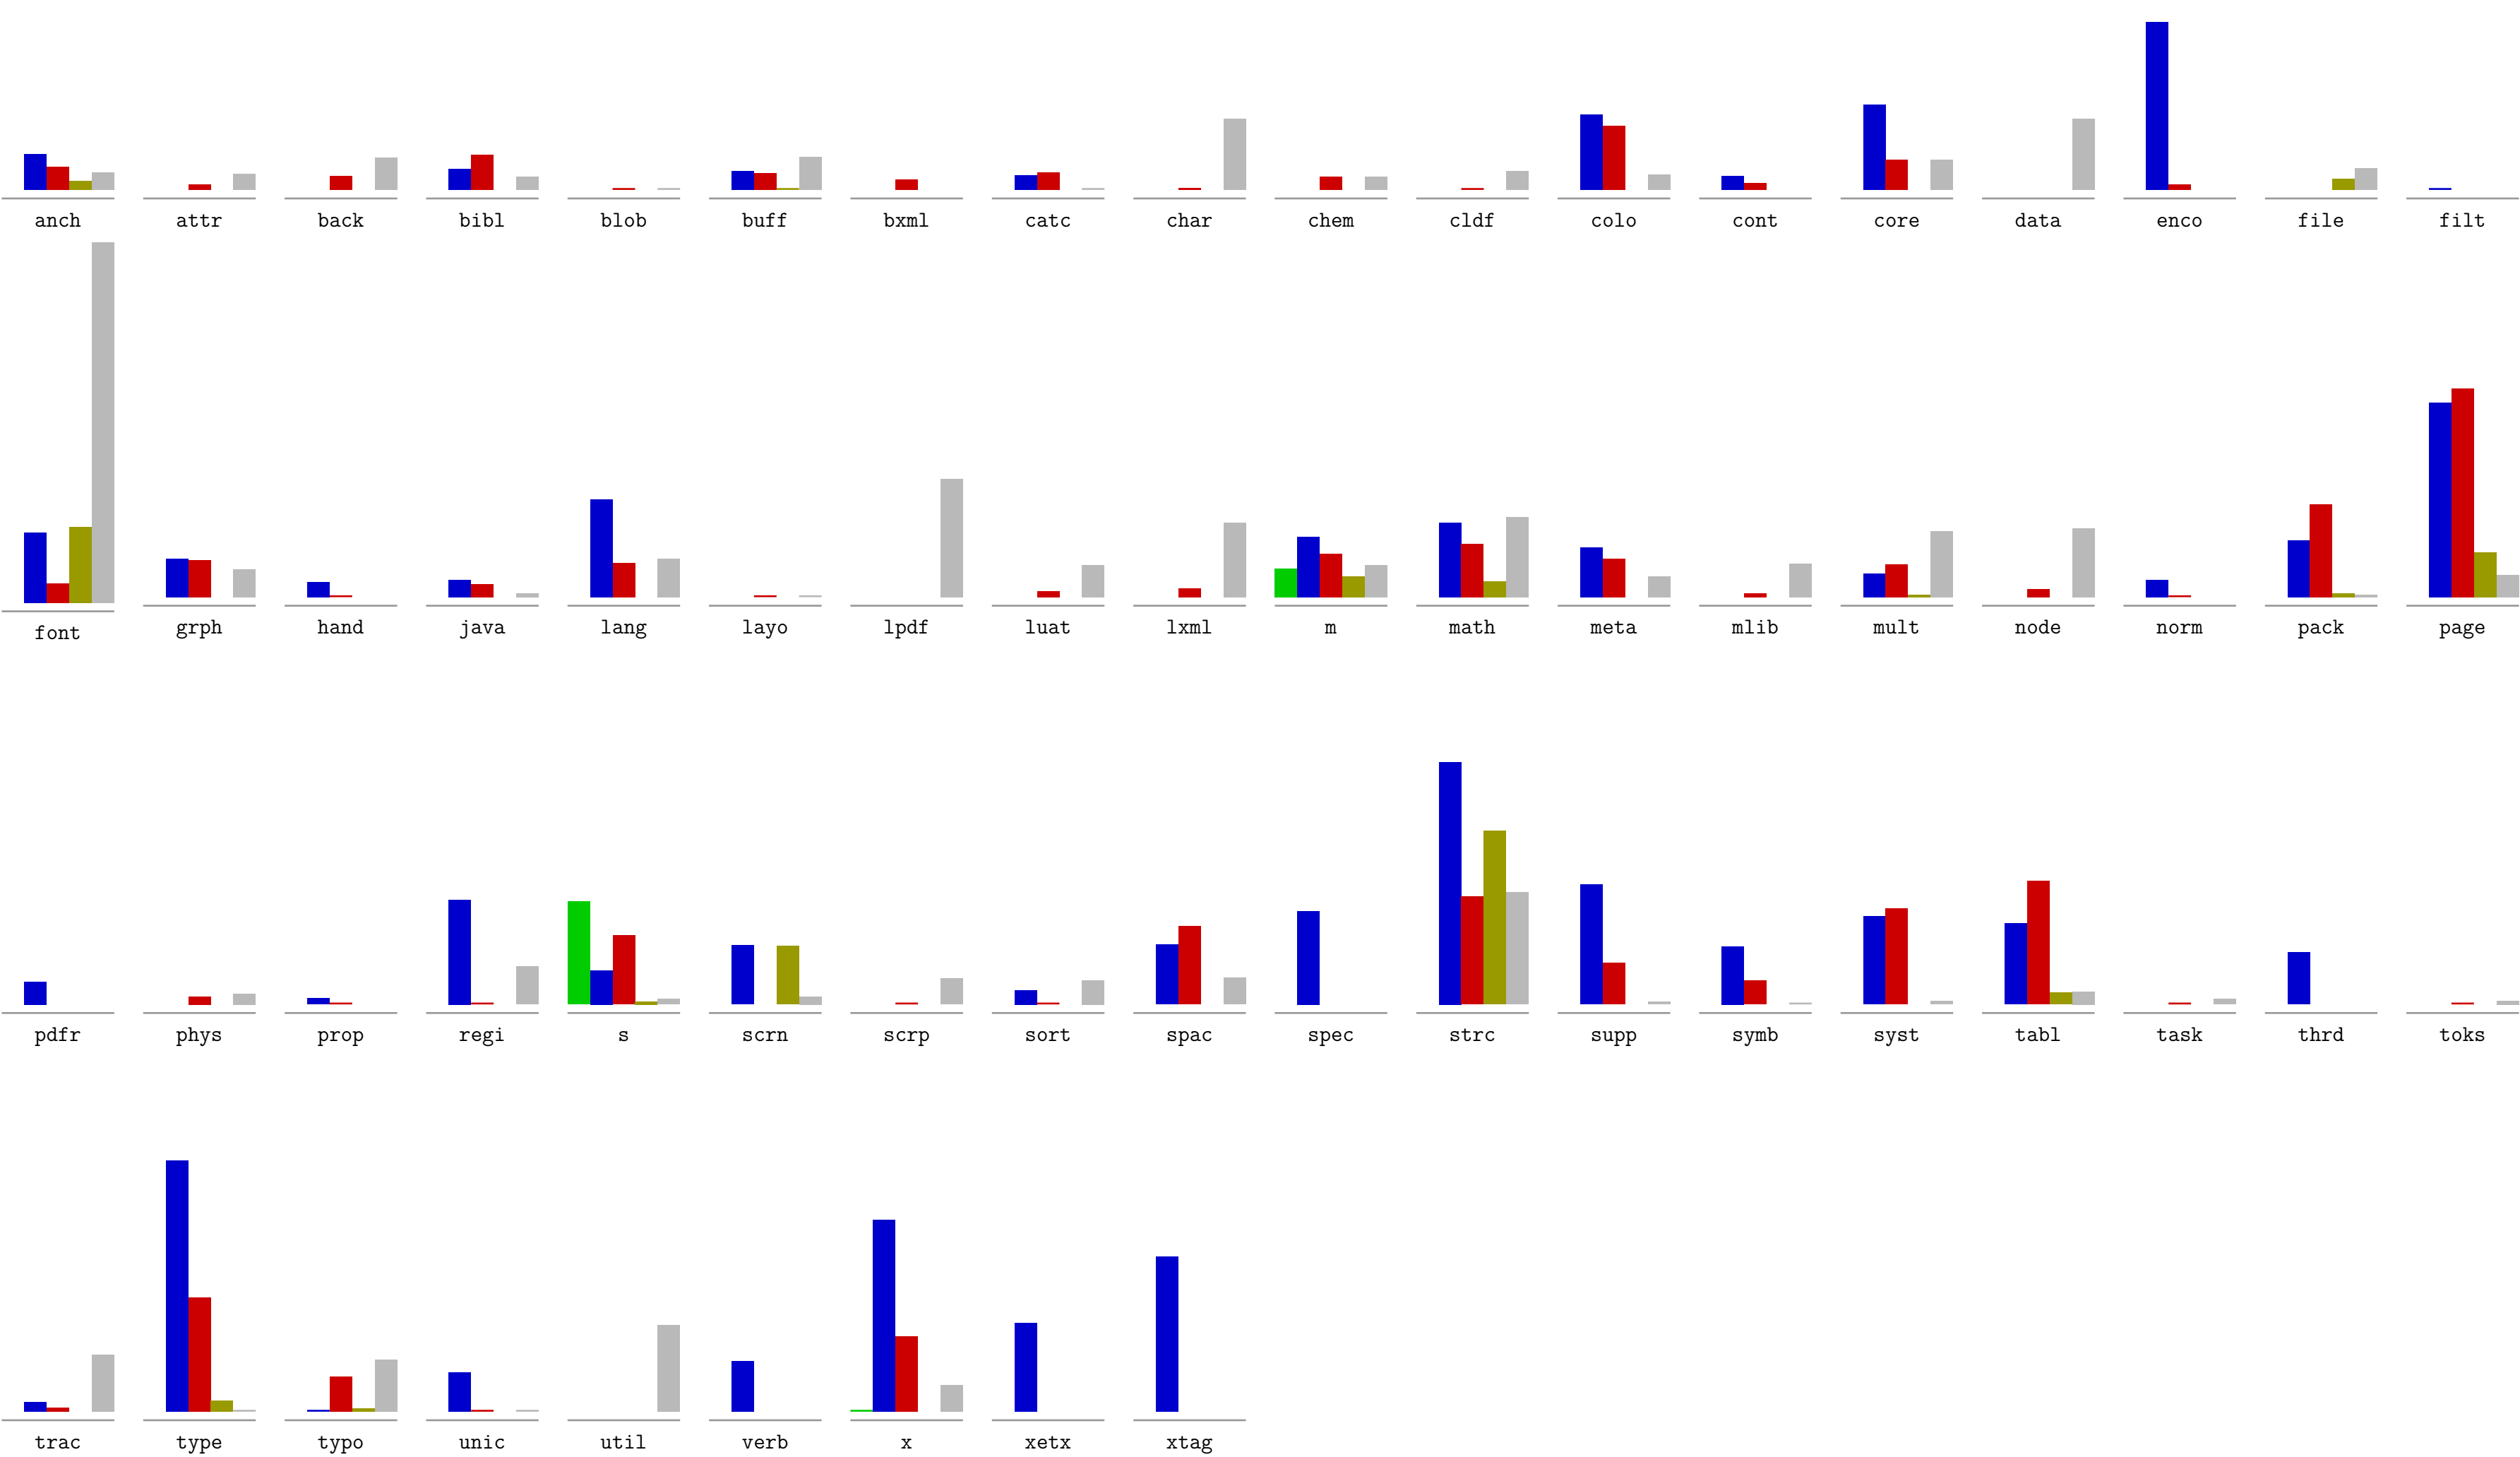 anch attr back bibl blob buff bxml catc char chem cldf colo cont core data enco file filt
font grph hand java lang layo lpdf luat lxml m math meta mlib mult node norm pack page
pdfr phys prop regi s scrn scrp sort spac spec strc supp symb syst tabl task thrd toks
trac type typo unic util verb x xetx xtag